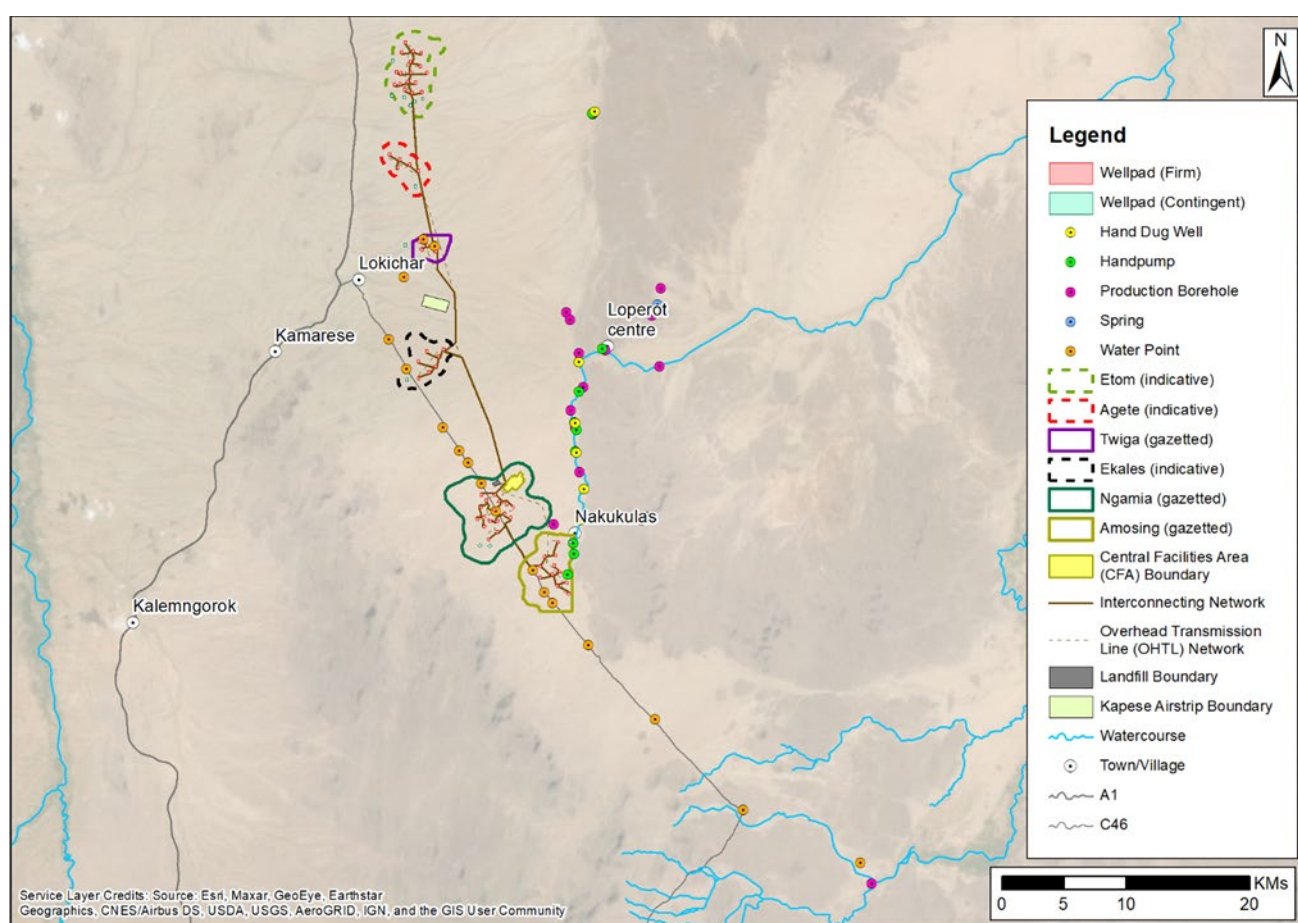 N
Legend
Wellpad (Firm)
Wellpad (Contingent)
Hand Dug Well
Handpump
Production Borehole
Spring
Water Point
Etom (indicative)
Agete (indicative)
Twiga (gazetted)
Ekales (indicative)
Ngamia (gazetted)
Amosing (gazetted)
Central Facilities Area
(CFA) Boundary
Interconnecting Network
Overhead Transmission
Line (OHTL) Network
Landfill Boundary
Kapese Airstrip Boundary
Watercourse
Town/Village
A1
C46
Lokichar
Loperot
centre
Kamarese
Nakukulas
Kalemngorok
KMs
0 5 10 20
Service Layer Credits: Source: Esri, Maxar, GeoEye, Earthstar
Geographics, CNES/Airbus DS, USDA, USGS, AeroGRID, IGN, and the GIS User Community